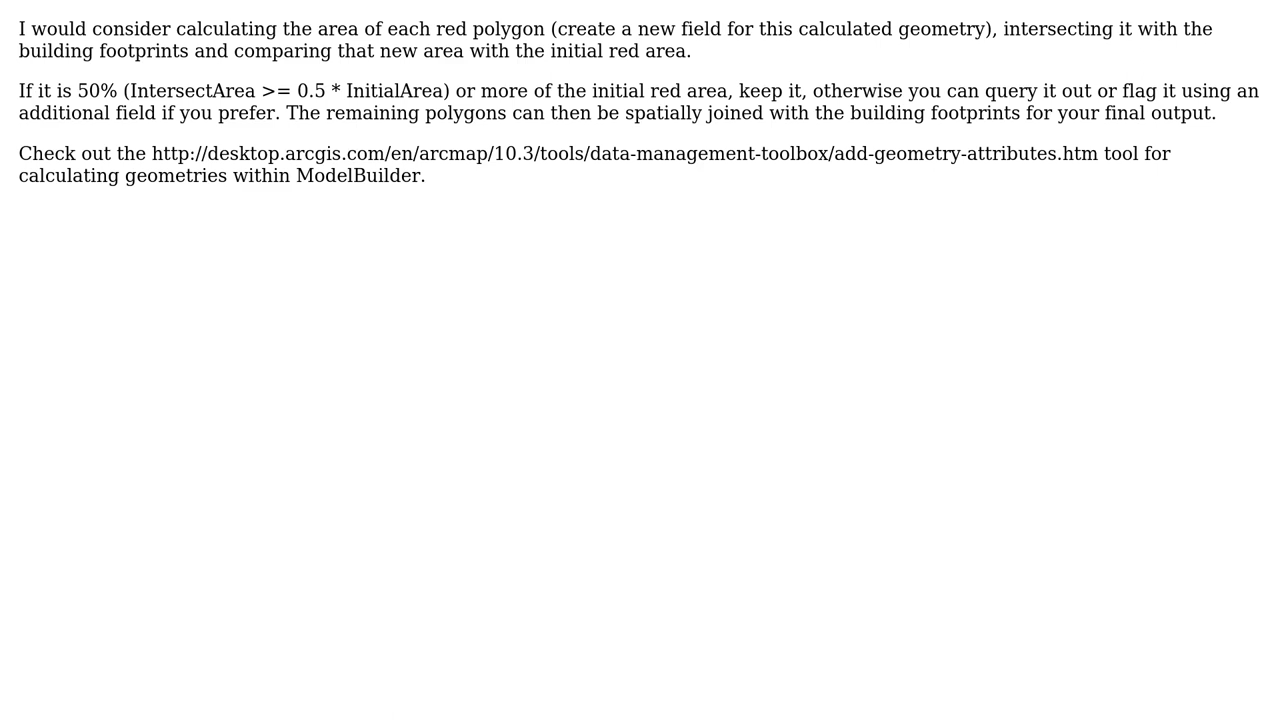 I would consider calculating the area of each red polygon (create a new field for this calculated geometry), intersecting it with the
building footprints and comparing that new area with the initial red area.
If it is 50% (IntersectArea >= 0.5 * InitialArea) or more of the initial red area, keep it, otherwise you can query it out or flag it using an
additional field if you prefer. The remaining polygons can then be spatially joined with the building footprints for your final output.
Check out the http://desktop.arcgis.com/en/arcmap/10.3/tools/data-management-toolbox/add-geometry-attributes.htm tool for
calculating geometries within ModelBuilder.